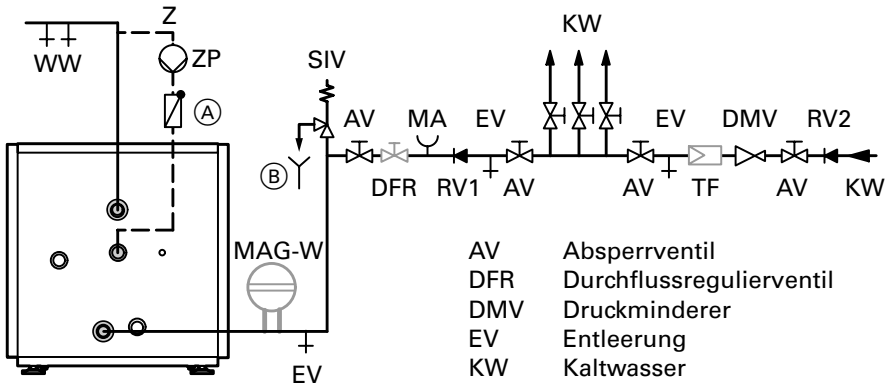 Z
KW
WW
ZP
SIV
A
AV MA EV EV DMV RV2
B
DFR RV1 AV AV TF AV KW
MAG-W
AV Absperrventil
DFR Durchflussregulierventil
DMV Druckminderer
EV Entleerung
KW Kaltwasser
EV